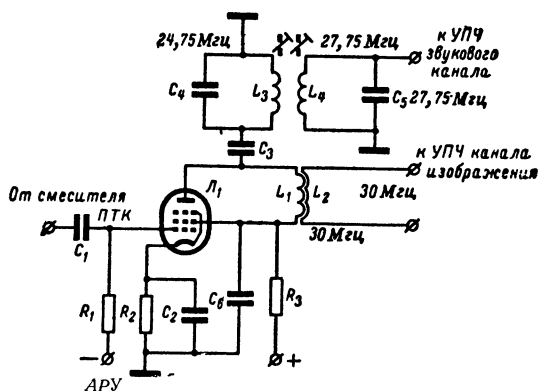 24,75 Мгц
27,75 Мгц
к УПЧ
звукового
канала
C4
L3
L4
C5 27,75 Мгц
C3
к УПЧ канала
изображения
От смесителя
ПТК
Л1
L1
L2
30 Мгц
30 Мгц
C1
R1
R2
C2
C6
R3
−
+
АРУ